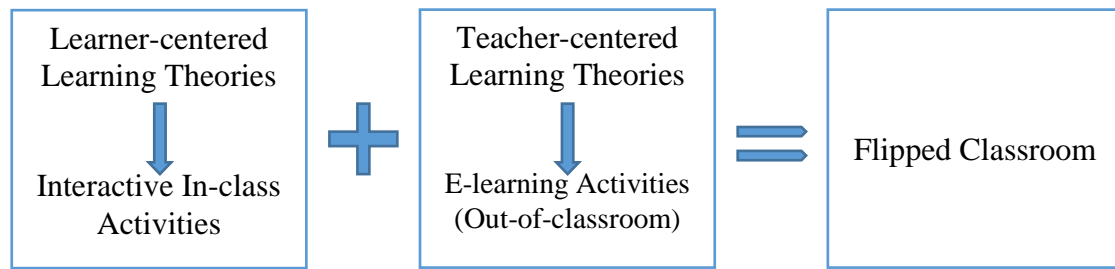 Learner-centered
Learning Theories
Interactive In-class
Activities
Teacher-centered
Learning Theories
E-learning Activities
(Out-of-classroom)
Flipped Classroom